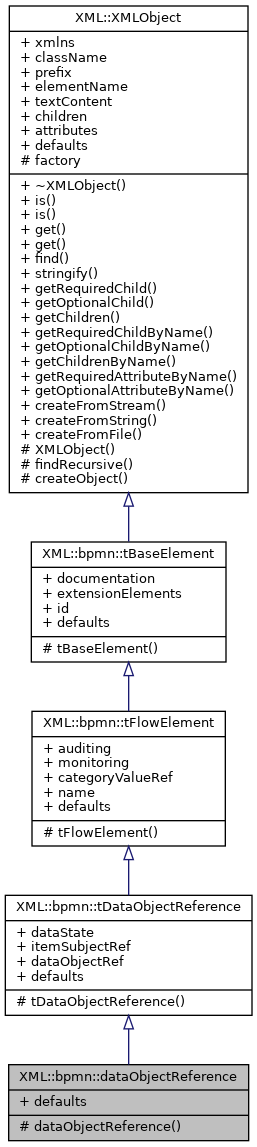 XML::XMLObject
+ xmlns
+ className
+ prefix
+ elementName
+ textContent
+ children
+ attributes
+ defaults
# factory
+ ~XMLObject()
+ is()
+ is()
+ get()
+ get()
+ find()
+ stringify()
+ getRequiredChild()
+ getOptionalChild()
+ getChildren()
+ getRequiredChildByName()
+ getOptionalChildByName()
+ getChildrenByName()
+ getRequiredAttributeByName()
+ getOptionalAttributeByName()
+ createFromStream()
+ createFromString()
+ createFromFile()
# XMLObject()
# findRecursive()
# createObject()
XML::bpmn::tBaseElement
+ documentation
+ extensionElements
+ id
+ defaults
# tBaseElement()
XML::bpmn::tFlowElement
+ auditing
+ monitoring
+ categoryValueRef
+ name
+ defaults
# tFlowElement()
XML::bpmn::tDataObjectReference
+ dataState
+ itemSubjectRef
+ dataObjectRef
+ defaults
# tDataObjectReference()
XML::bpmn::dataObjectReference
+ defaults
# dataObjectReference()